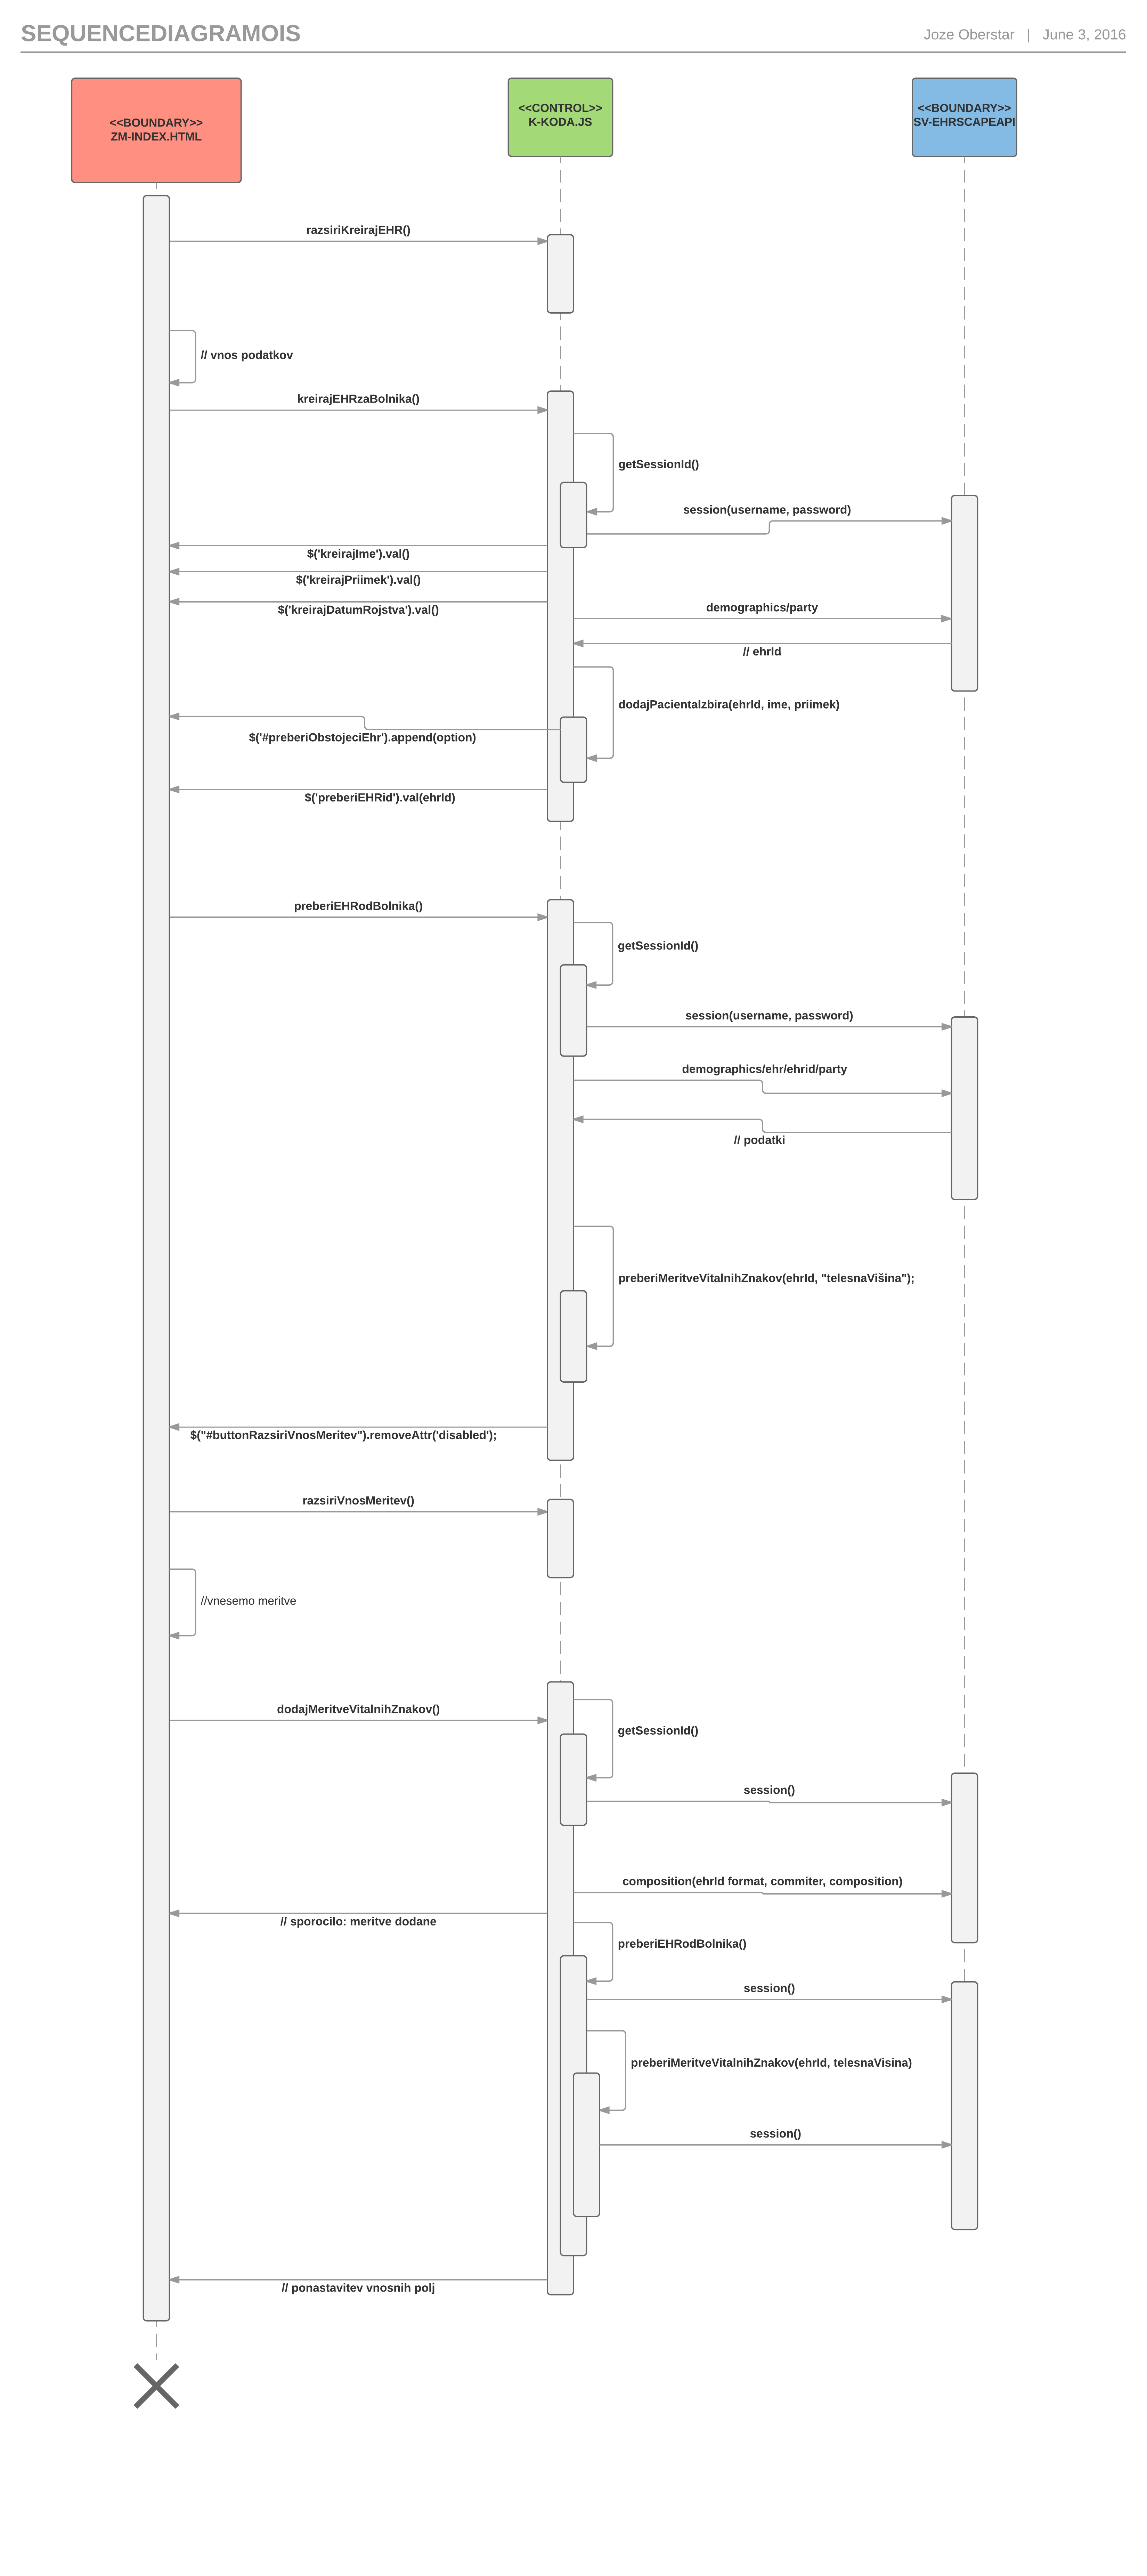 SEQUENCEDIAGRAMOIS
Joze Oberstar | June 3, 2016
<<BOUNDARY>>
ZM-INDEX.HTML
<<CONTROL>>
K-KODA.JS
<<BOUNDARY>>
SV-EHRSCAPEAPI
razsiriKreirajEHR()
// vnos podatkov
kreirajEHRzaBolnika()
getSessionId()
session(username, password)
$('kreirajIme').val()
$('kreirajPriimek').val()
$('kreirajDatumRojstva').val()
demographics/party
// ehrId
dodajPacientaIzbira(ehrId, ime, priimek)
$('#preberiObstojeciEhr').append(option)
$('preberiEHRid').val(ehrId)
preberiEHRodBolnika()
getSessionId()
session(username, password)
demographics/ehr/ehrid/party
// podatki
preberiMeritveVitalnihZnakov(ehrId, "telesnaVišina");
$("#buttonRazsiriVnosMeritev").removeAttr('disabled');
razsiriVnosMeritev()
//vnesemo meritve
dodajMeritveVitalnihZnakov()
getSessionId()
session()
composition(ehrId format, commiter, composition)
// sporocilo: meritve dodane
preberiEHRodBolnika()
session()
preberiMeritveVitalnihZnakov(ehrId, telesnaVisina)
session()
// ponastavitev vnosnih polj